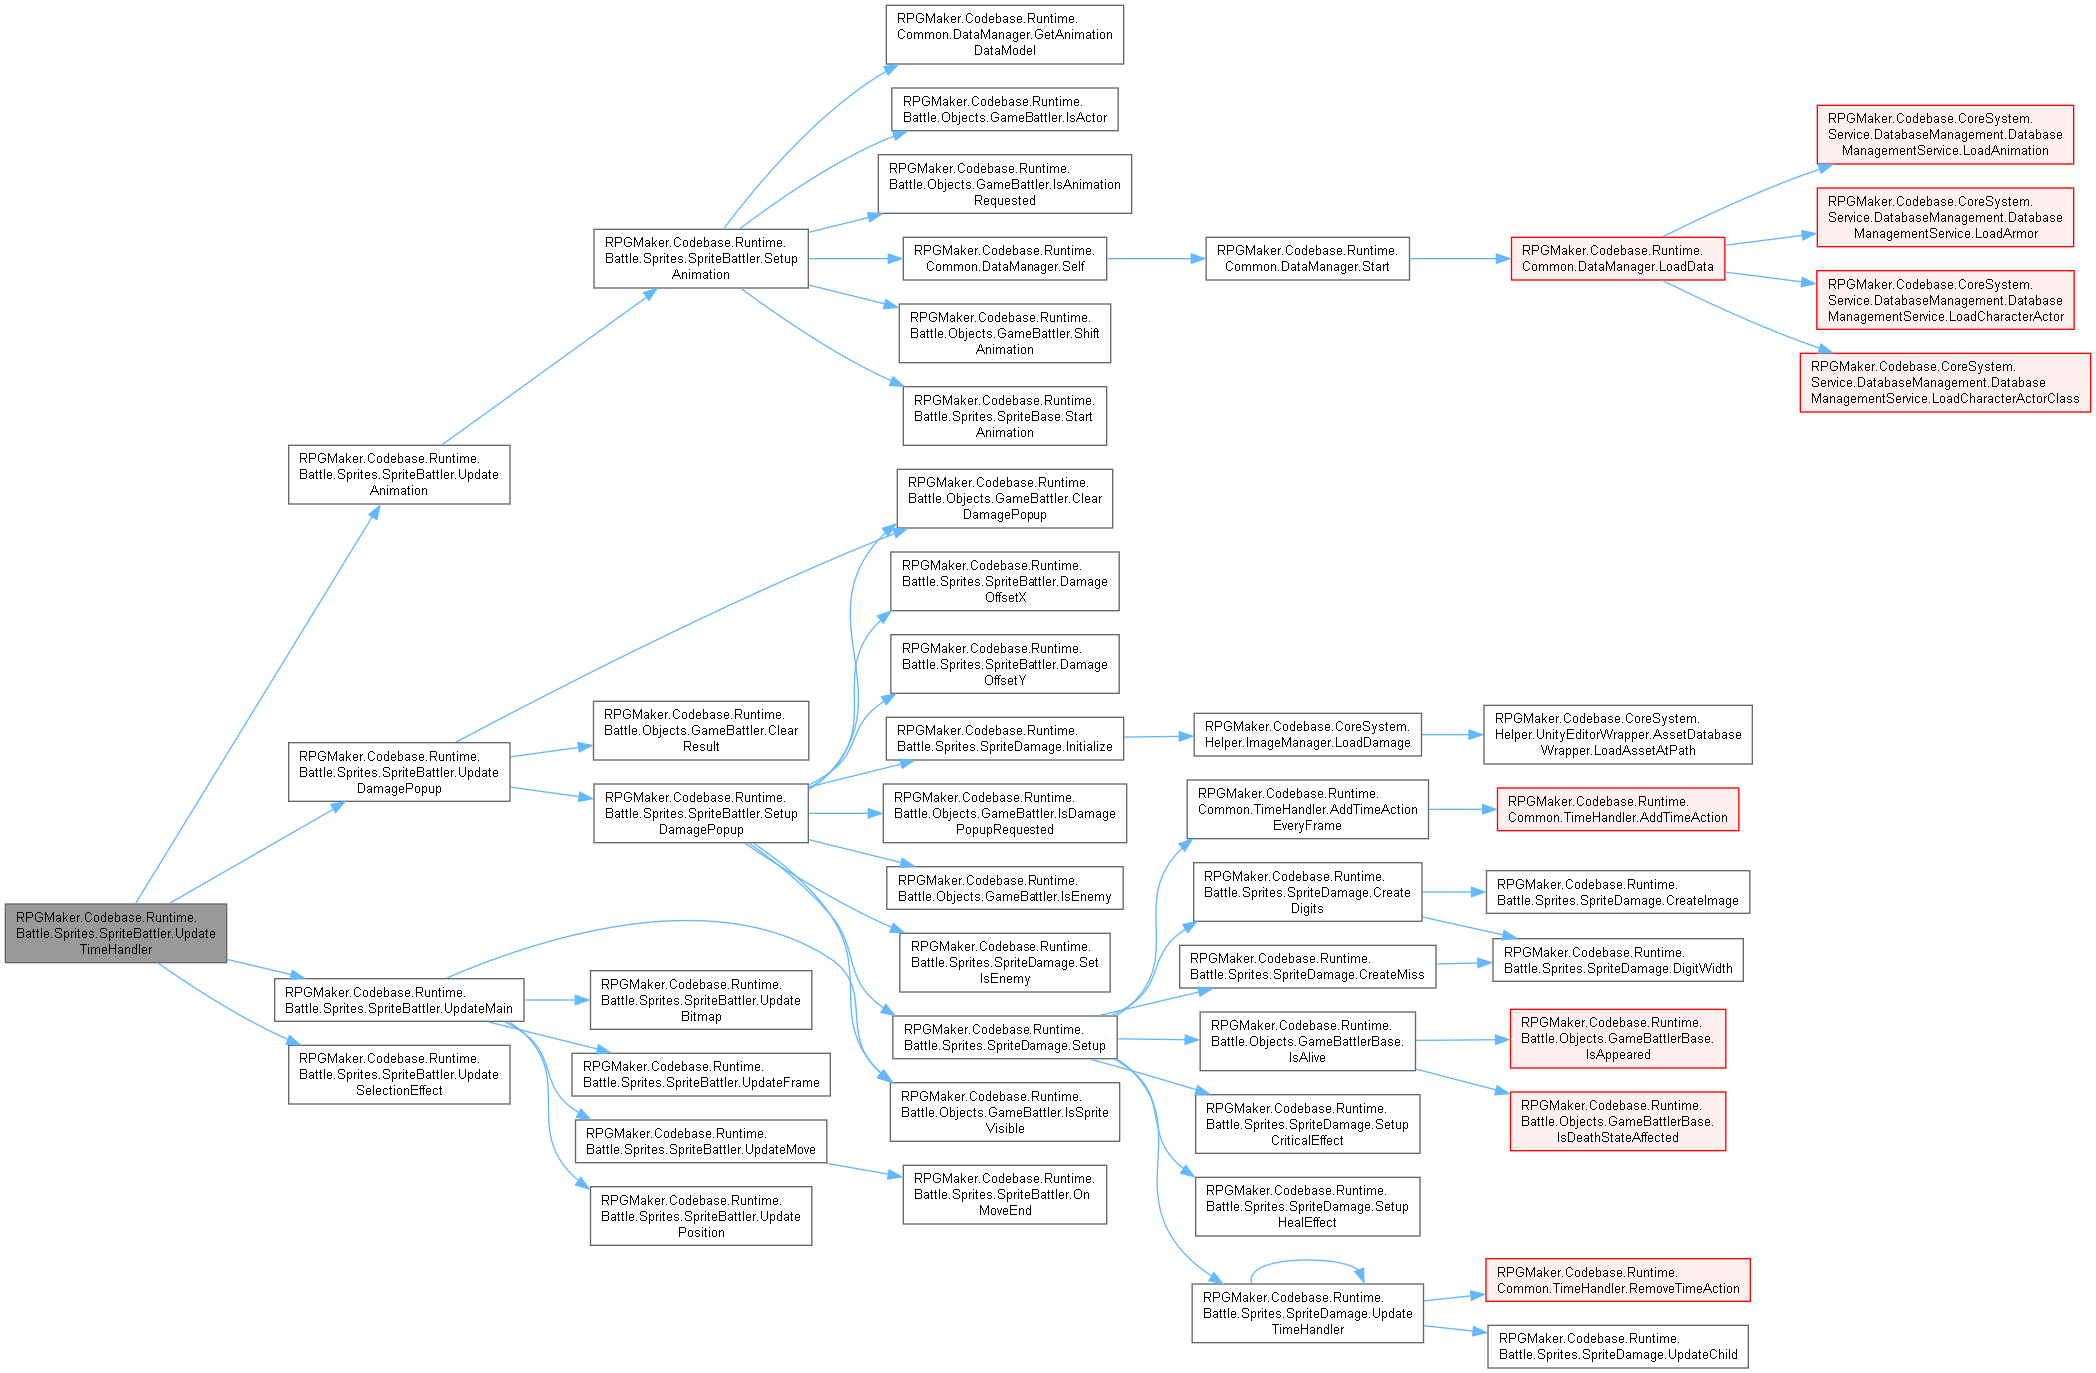 RPGMaker.Codebase.Runtime.
Common.DataManager.GetAnimation
DataModel
RPGMaker.Codebase.Runtime.
Battle.Objects.GameBattler.IsActor
RPGMaker.Codebase.Runtime.
Battle.Objects.GameBattler.IsAnimation
Requested
RPGMaker.Codebase.Runtime.
Battle.Sprites.SpriteBattler.Setup
Animation
RPGMaker.Codebase.Runtime.
Common.DataManager.Self
RPGMaker.Codebase.Runtime.
Common.DataManager.Start
RPGMaker.Codebase.Runtime.
Common.DataManager.LoadData
RPGMaker.Codebase.CoreSystem.
Service.DatabaseManagement.Database
ManagementService.LoadAnimation
RPGMaker.Codebase.CoreSystem.
Service.DatabaseManagement.Database
ManagementService.LoadArmor
RPGMaker.Codebase.CoreSystem.
Service.DatabaseManagement.Database
ManagementService.LoadCharacterActor
RPGMaker.Codebase.CoreSystem.
Service.DatabaseManagement.Database
ManagementService.LoadCharacterActorClass
RPGMaker.Codebase.Runtime.
Battle.Objects.GameBattler.Shift
Animation
RPGMaker.Codebase.Runtime.
Battle.Sprites.SpriteBase.Start
Animation
RPGMaker.Codebase.Runtime.
Battle.Sprites.SpriteBattler.Update
Animation
RPGMaker.Codebase.Runtime.
Battle.Objects.GameBattler.Clear
DamagePopup
RPGMaker.Codebase.Runtime.
Battle.Sprites.SpriteBattler.Damage
OffsetX
RPGMaker.Codebase.Runtime.
Battle.Sprites.SpriteBattler.Damage
OffsetY
RPGMaker.Codebase.Runtime.
Battle.Objects.GameBattler.Clear
Result
RPGMaker.Codebase.Runtime.
Battle.Sprites.SpriteDamage.Initialize
RPGMaker.Codebase.CoreSystem.
Helper.ImageManager.LoadDamage
RPGMaker.Codebase.CoreSystem.
Helper.UnityEditorWrapper.AssetDatabase
Wrapper.LoadAssetAtPath
RPGMaker.Codebase.Runtime.
Battle.Sprites.SpriteBattler.Update
DamagePopup
RPGMaker.Codebase.Runtime.
Battle.Sprites.SpriteBattler.Setup
DamagePopup
RPGMaker.Codebase.Runtime.
Battle.Objects.GameBattler.IsDamage
PopupRequested
RPGMaker.Codebase.Runtime.
Common.TimeHandler.AddTimeAction
EveryFrame
RPGMaker.Codebase.Runtime.
Common.TimeHandler.AddTimeAction
RPGMaker.Codebase.Runtime.
Battle.Objects.GameBattler.IsEnemy
RPGMaker.Codebase.Runtime.
Battle.Sprites.SpriteDamage.Create
Digits
RPGMaker.Codebase.Runtime.
Battle.Sprites.SpriteDamage.CreateImage
RPGMaker.Codebase.Runtime.
Battle.Sprites.SpriteBattler.Update
TimeHandler
RPGMaker.Codebase.Runtime.
Battle.Sprites.SpriteDamage.Set
IsEnemy
RPGMaker.Codebase.Runtime.
Battle.Sprites.SpriteDamage.CreateMiss
RPGMaker.Codebase.Runtime.
Battle.Sprites.SpriteDamage.DigitWidth
RPGMaker.Codebase.Runtime.
Battle.Sprites.SpriteBattler.UpdateMain
RPGMaker.Codebase.Runtime.
Battle.Sprites.SpriteBattler.Update
Bitmap
RPGMaker.Codebase.Runtime.
Battle.Sprites.SpriteDamage.Setup
RPGMaker.Codebase.Runtime.
Battle.Objects.GameBattlerBase.
IsAlive
RPGMaker.Codebase.Runtime.
Battle.Objects.GameBattlerBase.
IsAppeared
RPGMaker.Codebase.Runtime.
Battle.Sprites.SpriteBattler.Update
SelectionEffect
RPGMaker.Codebase.Runtime.
Battle.Sprites.SpriteBattler.UpdateFrame
RPGMaker.Codebase.Runtime.
Battle.Objects.GameBattler.IsSprite
Visible
RPGMaker.Codebase.Runtime.
Battle.Sprites.SpriteDamage.Setup
CriticalEffect
RPGMaker.Codebase.Runtime.
Battle.Objects.GameBattlerBase.
IsDeathStateAffected
RPGMaker.Codebase.Runtime.
Battle.Sprites.SpriteBattler.UpdateMove
RPGMaker.Codebase.Runtime.
Battle.Sprites.SpriteBattler.On
MoveEnd
RPGMaker.Codebase.Runtime.
Battle.Sprites.SpriteDamage.Setup
HealEffect
RPGMaker.Codebase.Runtime.
Battle.Sprites.SpriteBattler.Update
Position
RPGMaker.Codebase.Runtime.
Battle.Sprites.SpriteDamage.Update
TimeHandler
RPGMaker.Codebase.Runtime.
Common.TimeHandler.RemoveTimeAction
RPGMaker.Codebase.Runtime.
Battle.Sprites.SpriteDamage.UpdateChild